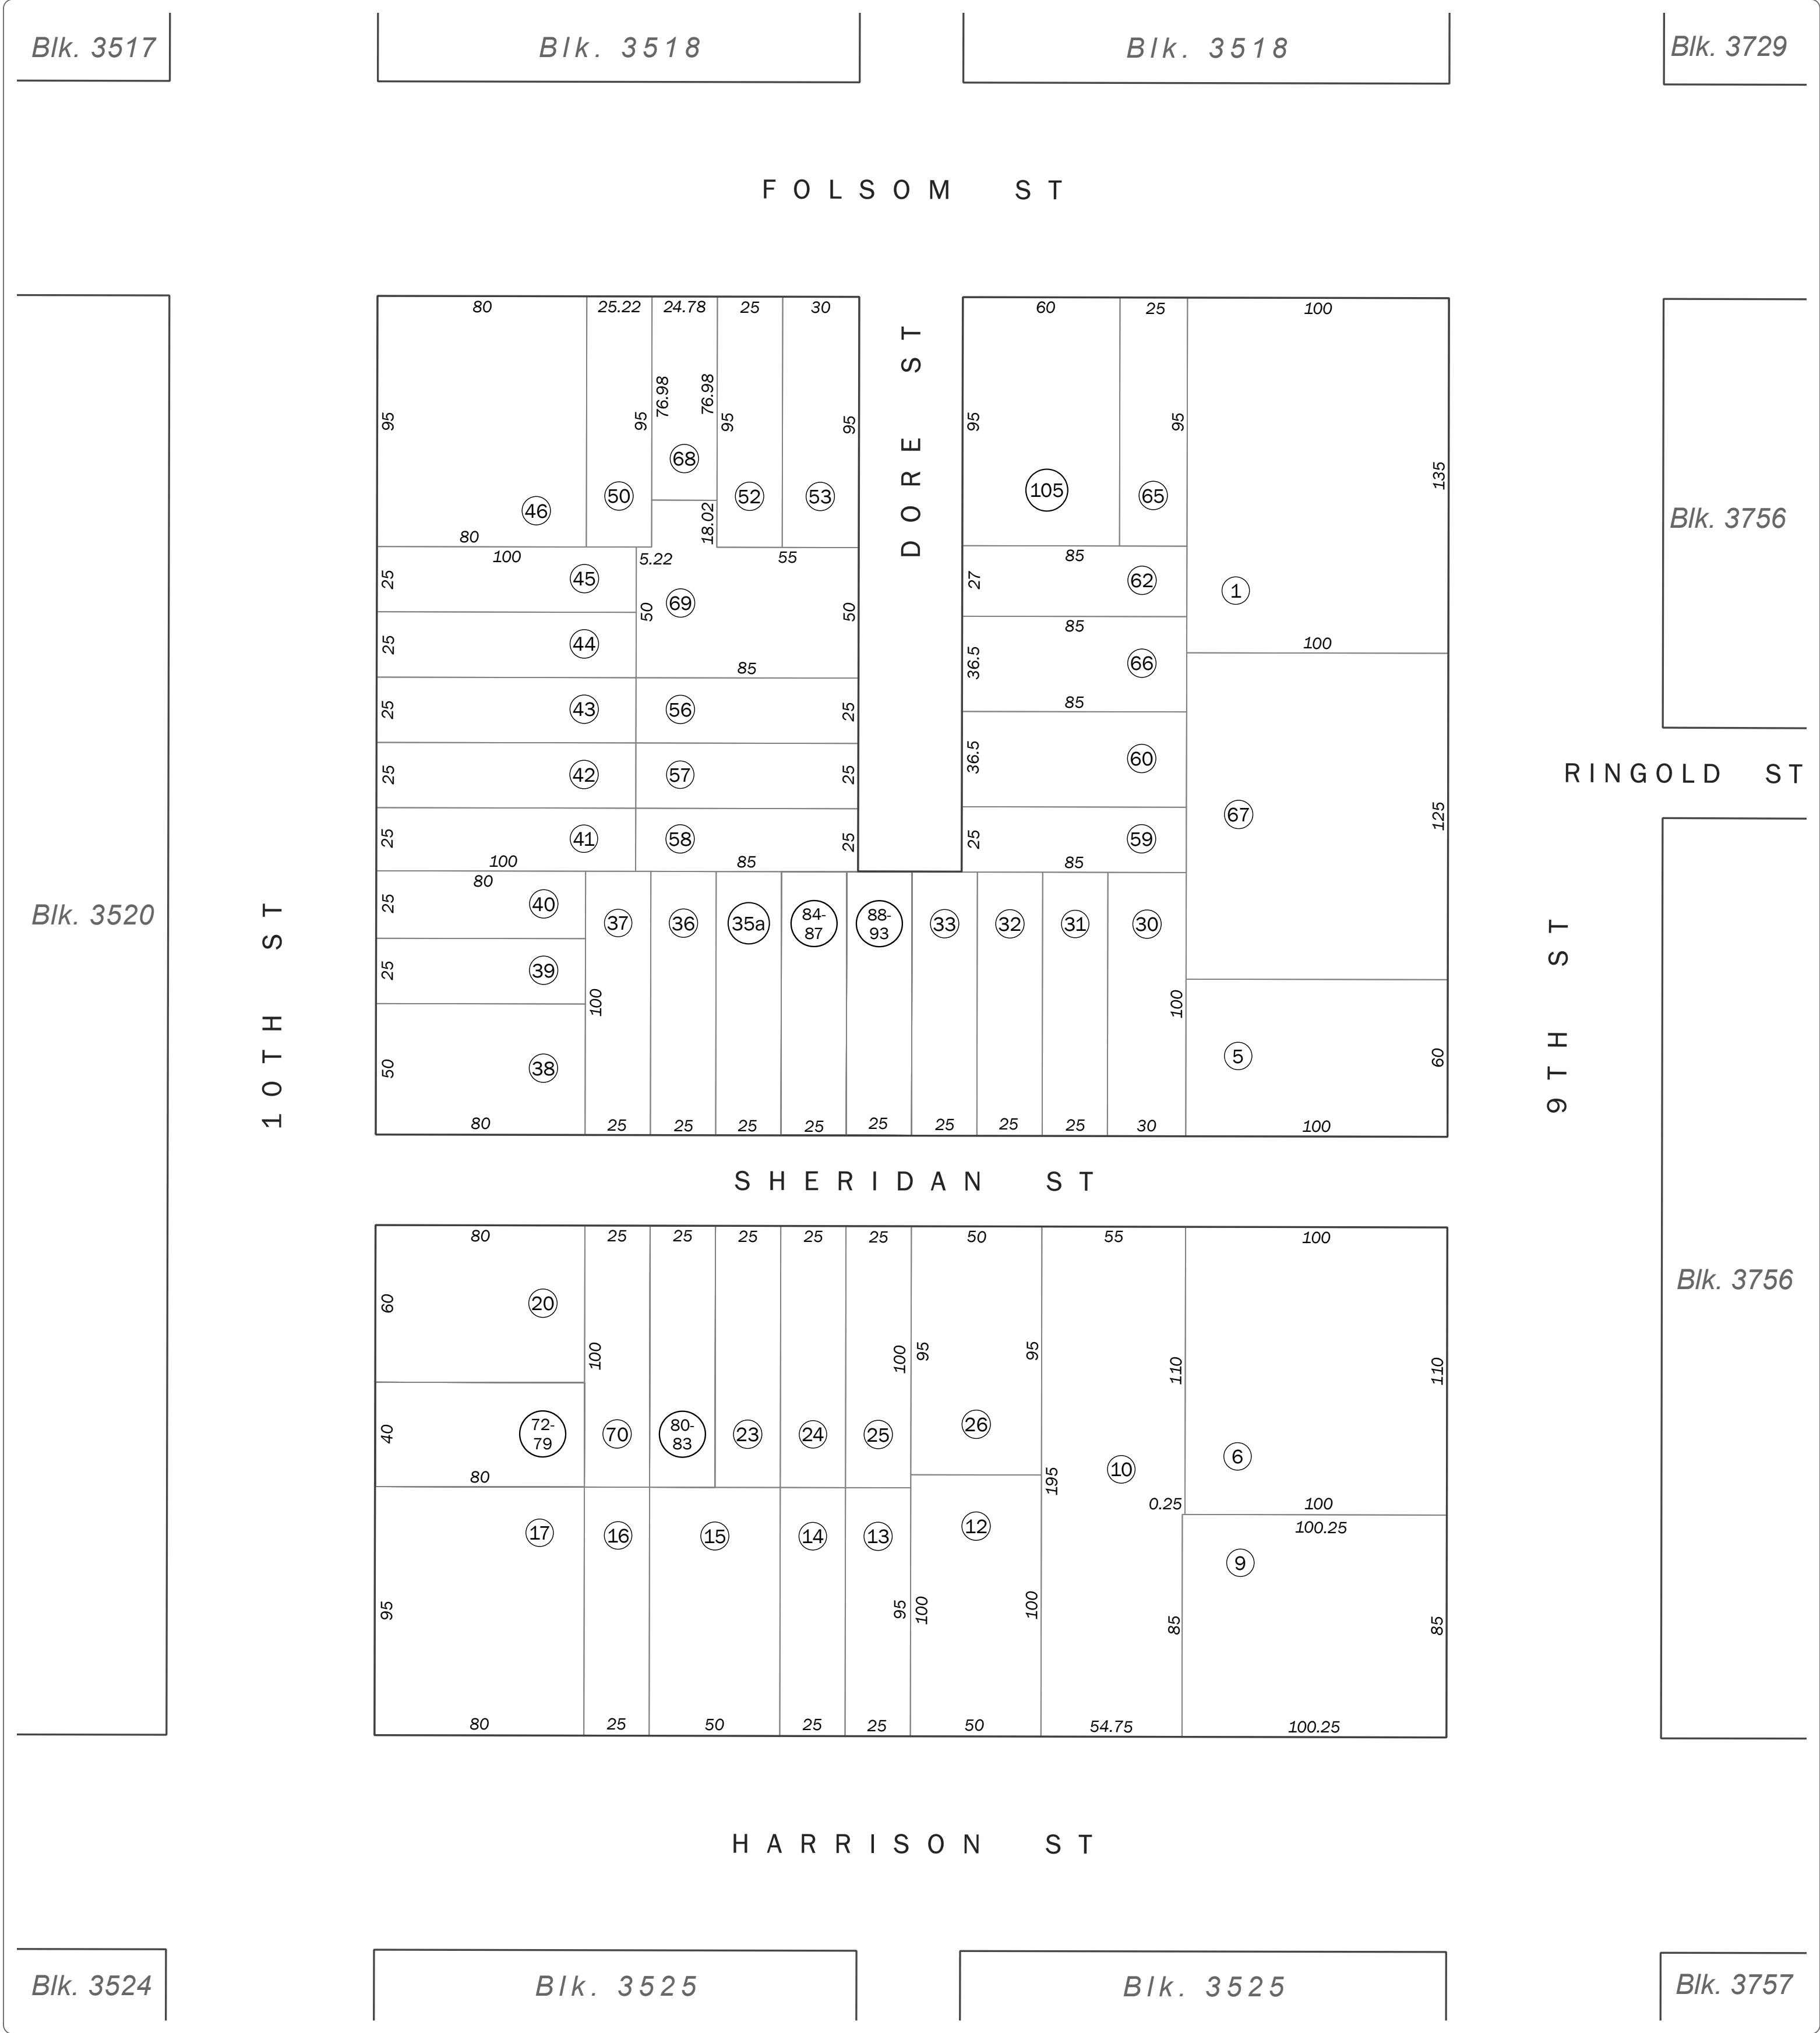 Blk. 3517
Blk. 3518
Blk. 3518
Blk. 3729
FOLSOM ST
80 25.22 24.78 25 30
60 25 100
DORE ST
95 95 76.98 76.98 95 95
95 95 135
68
46 50 52 53
105 65
18.02
Blk. 3756
80
100 5.22 55
85
25 45
69 50 50
27 62
1
25 44
85
85
36.5 66
100
85
25 43
56 25
25 42
57 25
36.5 60
67 125
RINGOLD ST
25 41
58 25
25 59
100 85
85
80
25 40
37 36 35a 84-
87 88-
93 33 32 31 30
Blk. 3520
10TH ST
9TH ST
25 39
100 100
50 38
5 60
80 25 25 25 25 25 25 25 25 30 100
SHERIDAN ST
80 25 25 25 25 25 50 55 100
60 20
Blk. 3756
100 100 95 95 110 110
40 72-
79 70 80-
83 23 24 25 26
6
80
195 10
0.25 100
100.25
17 16 15 14 13 12
9
95 95 100 100 85 85
80 25 50 25 25 50 54.75 100.25
HARRISON ST
Blk. 3524
Blk. 3525
Blk. 3525
Blk. 3757